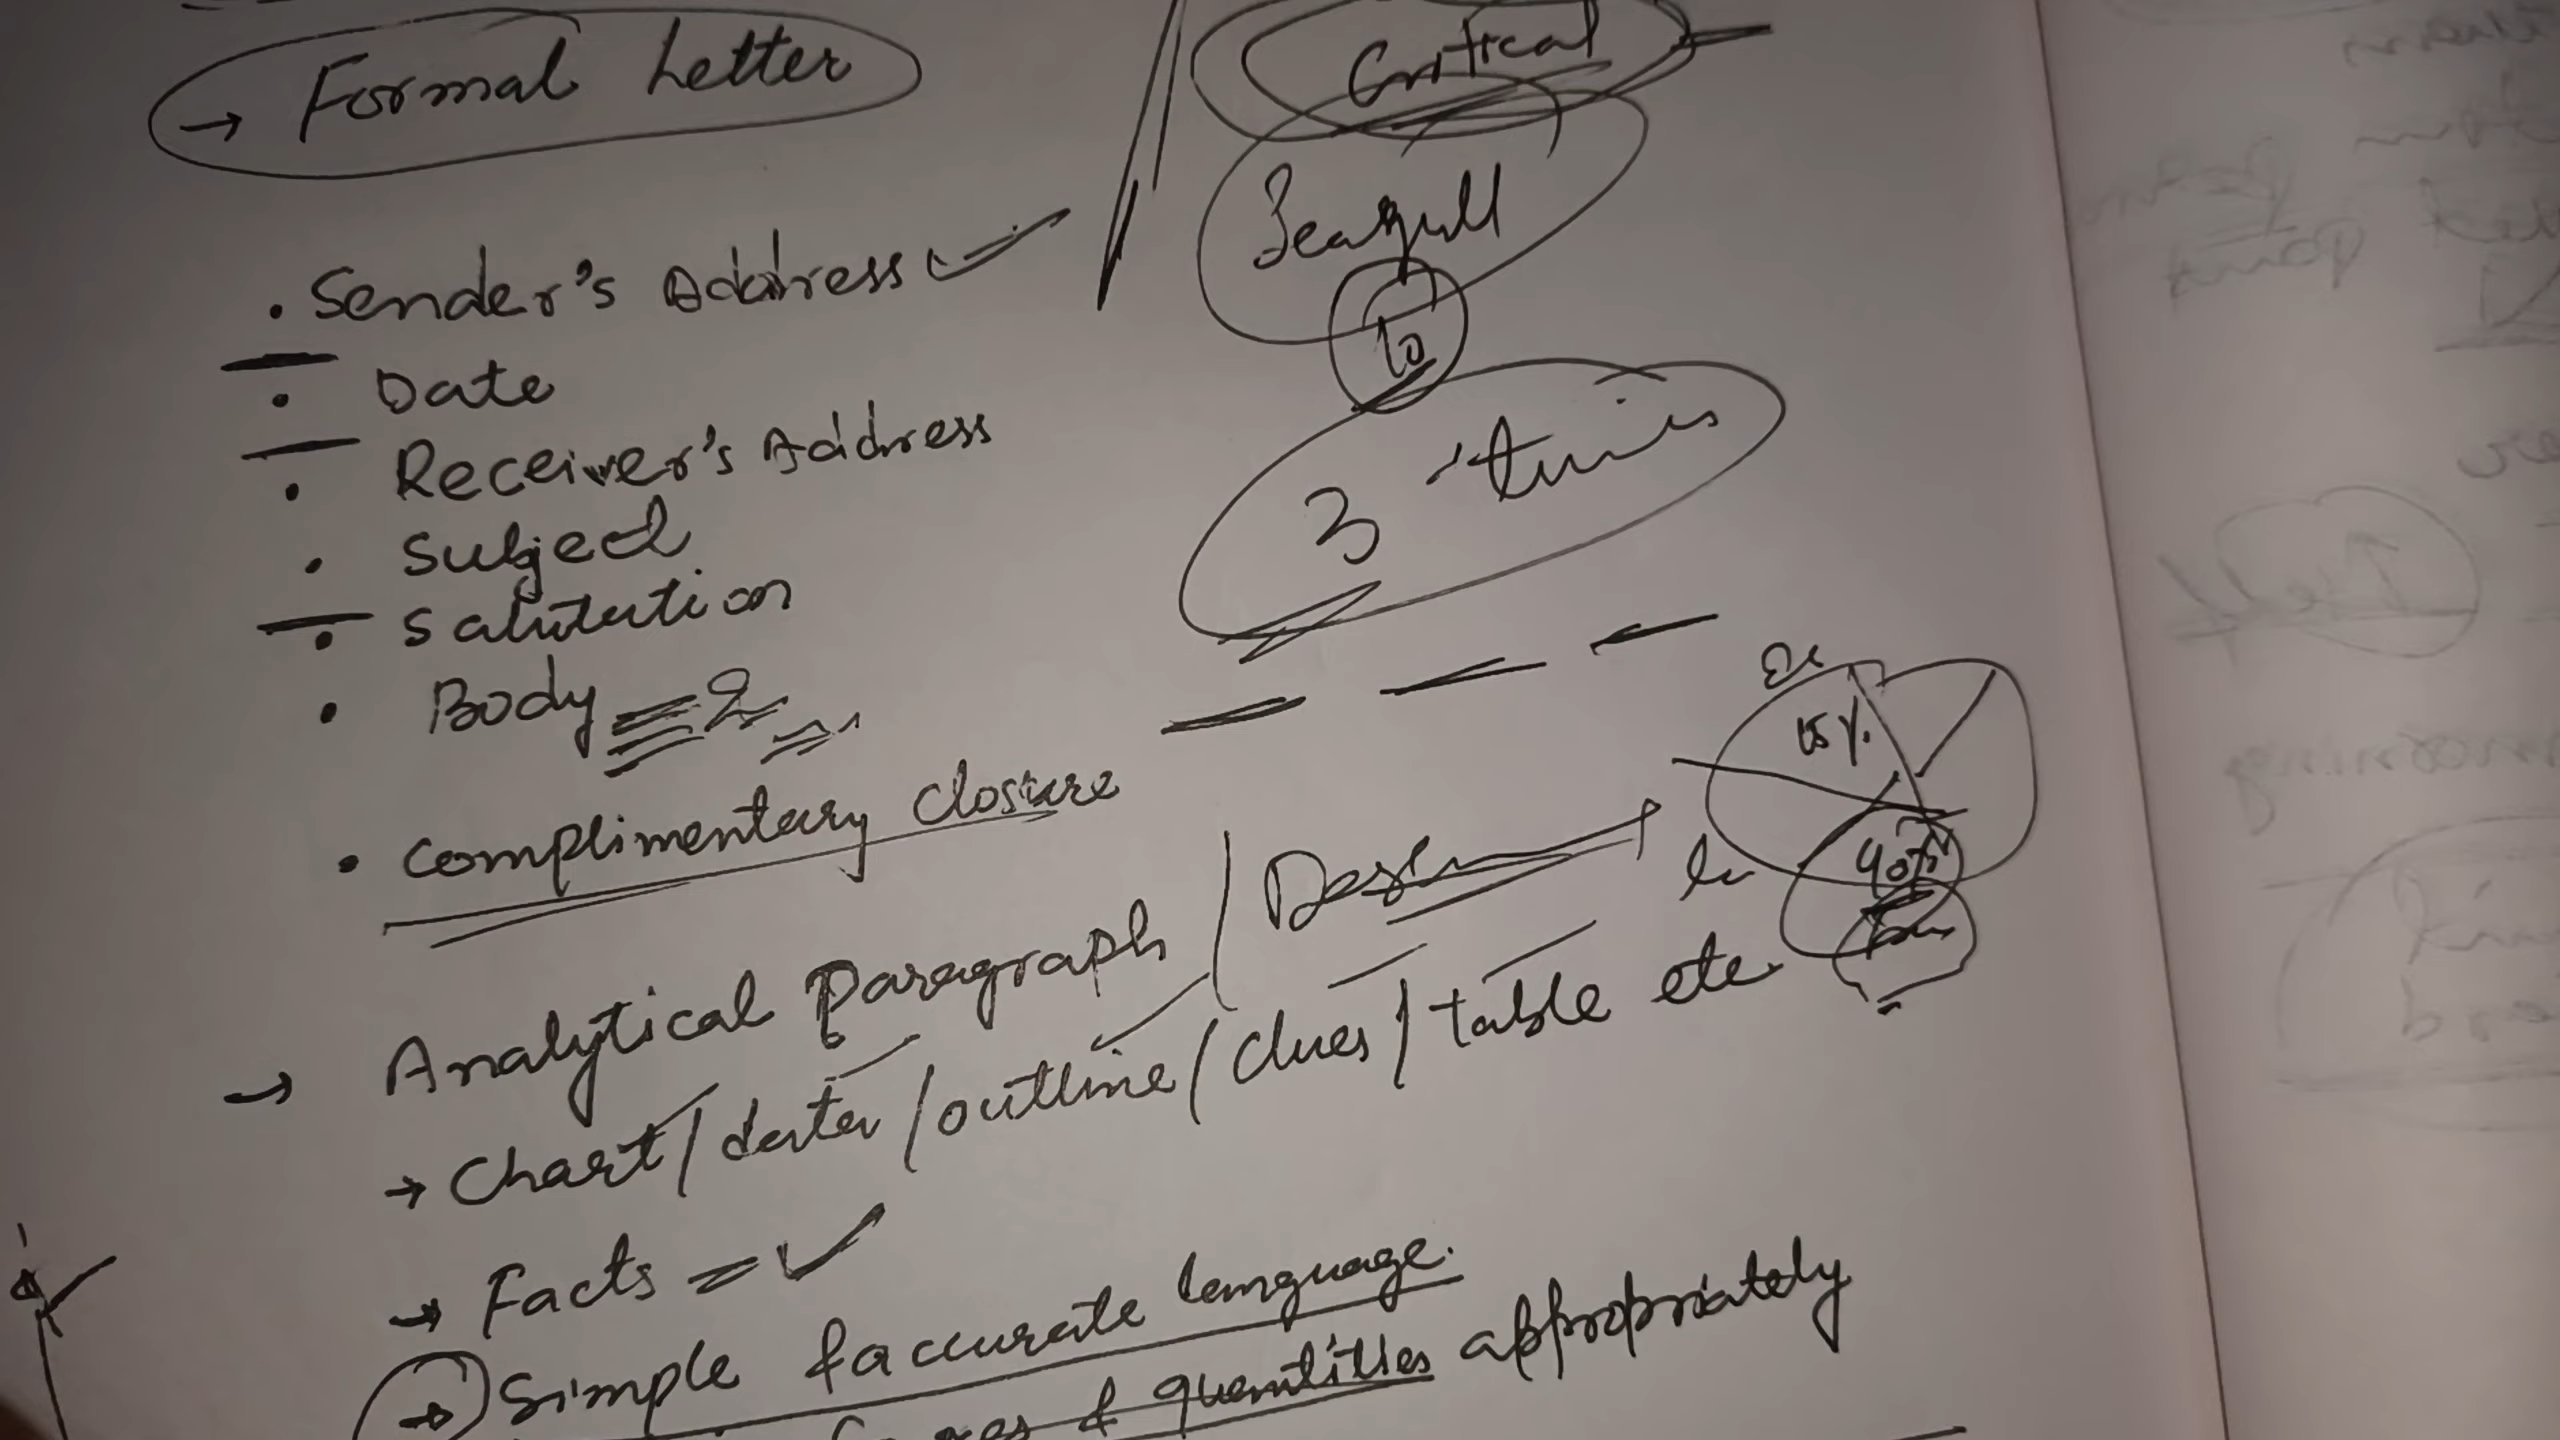 → Formal Letter
• Sender's Address ✓
• Date
• Receiver's Address
• Subject
• Salutation
• Body = 2
• Complimentary closure
Critical
Seagull
to
3
15%
40%
→ Analytical Paragraph /
→ Chart / data / outline / clues / table etc
→ Facts = ✓
→ Simple & accurate language.
& quantities appropriately